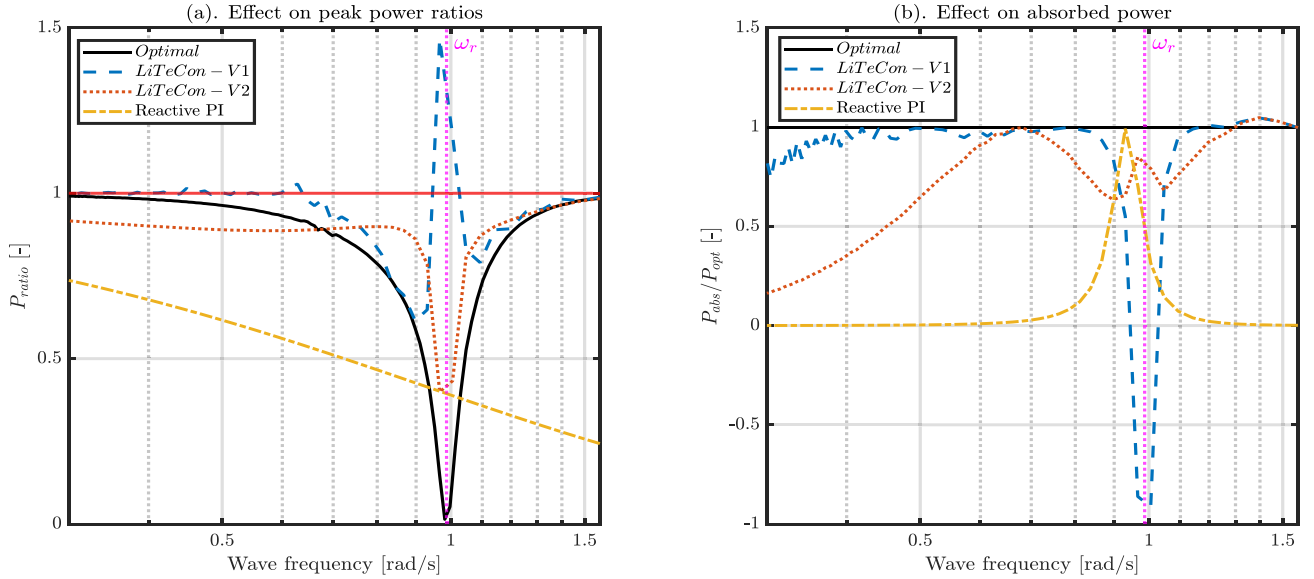 (a). Effect on peak power ratios
1.5
1
0.5
0
P_ratio [-]
Optimal
LiTeCon − V1
LiTeCon − V2
Reactive PI
ω_r
0.5
1
1.5
Wave frequency [rad/s]
(b). Effect on absorbed power
1.5
1
0.5
0
-0.5
-1
P_abs/P_opt [-]
Optimal
LiTeCon − V1
LiTeCon − V2
Reactive PI
ω_r
0.5
1
1.5
Wave frequency [rad/s]